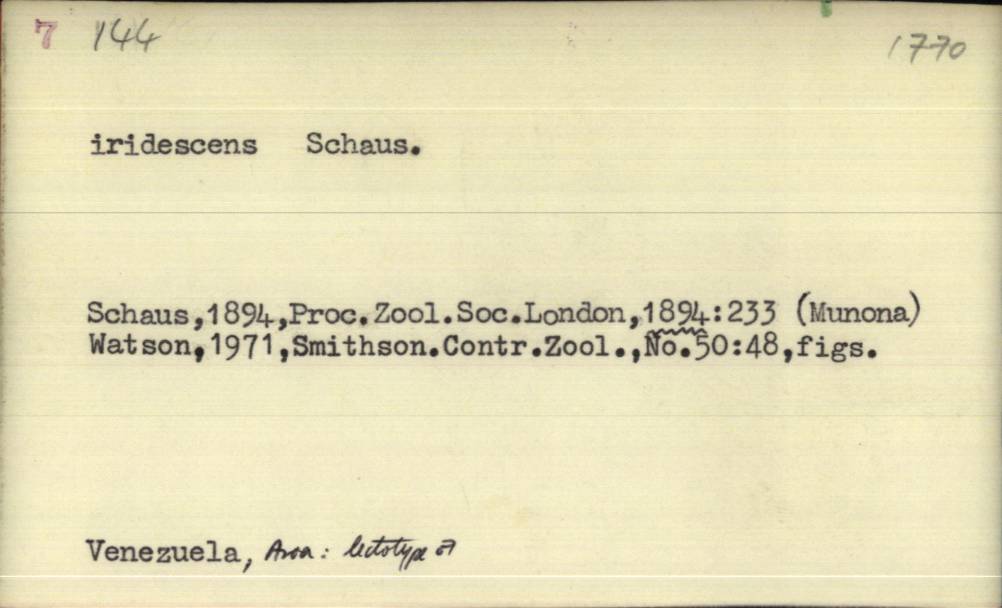 7 144 1770
iridescens Schaus.
Schaus,1894,Proc.Zool.Soc.London,1894:233 (Munona)
Watson,1971,Smithson.Contr.Zool.,No.50:48,figs.
Venezuela, Aroa: lectotype ♂